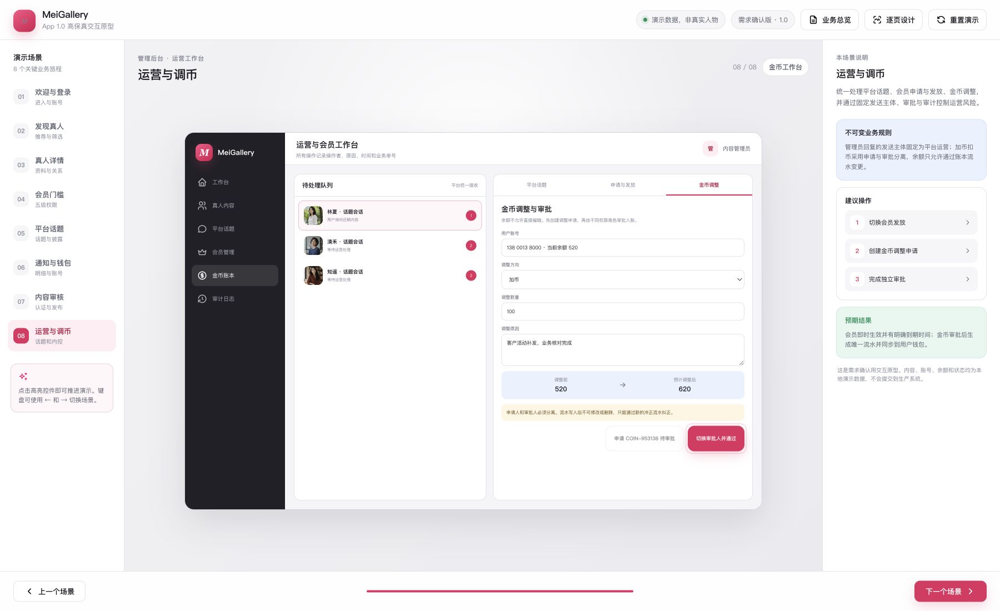 M
MeiGallery
App 1.0 高保真交互原型
演示数据，非真实人物
需求确认版 · 1.0
业务总览
逐页设计
重置演示
演示场景
8 个关键业务旅程
01
欢迎与登录
进入与账号
02
发现真人
推荐与筛选
03
真人详情
资料与关系
04
会员门槛
五级权限
05
平台话题
话题与披露
06
通知与钱包
明细与账号
07
内容审核
认证与发布
08
运营与调币
话题和内控
点击高亮控件即可推进演示。键
盘可使用 ← 和 → 切换场景。
管理后台 · 运营工作台
运营与调币
08 / 08
金币工作台
M
MeiGallery
工作台
真人内容
平台话题
会员管理
金币账本
审计日志
运营与会员工作台
所有操作记录操作者、原因、时间和业务单号
管
内容管理员
待处理队列
平台统一接收
林夏 · 话题会话
用户询问近期内容
1
清禾 · 话题会话
等待运营处理
2
知遥 · 话题会话
等待运营处理
3
平台话题
申请与发放
金币调整
金币调整与审批
余额不允许直接编辑。先创建调整申请，再由不同权限角色审批入账。
用户账号
138 0013 8000 · 当前余额 520
调整方向
加币
调整数量
100
调整原因
客户活动补发，业务核对完成
调整前
520
→
预计调整后
620
申请人和审批人必须分离。流水写入后不可修改或删除，只能通过新的冲正流水纠正。
申请 COIN-953138 待审批
切换审批人并通过
本场景说明
运营与调币
统一处理平台话题、会员申请与发放、金币调整，
并通过固定发送主体、审批与审计控制运营风险。
不可变业务规则
管理员回复的发送主体固定为平台运营；加币扣
币采用申请与审批分离，余额只允许通过账本流
水变更。
建议操作
1
切换会员发放
2
创建金币调整申请
3
完成独立审批
预期结果
会员即时生效并有明确到期时间；金币审批后生
成唯一流水并同步到用户钱包。
这是需求确认用交互原型。内容、账号、余额和状态均为本
地演示数据，不会提交到生产系统。
上一个场景
下一个场景